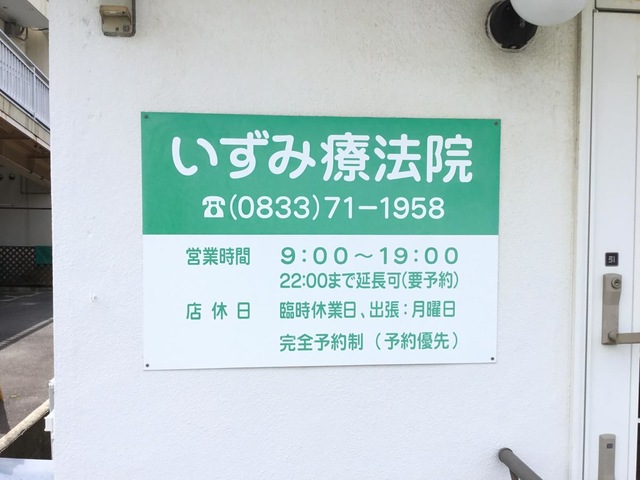 いずみ療法院
☎(0833)71-1958
営業時間 9:00～19:00
22:00まで延長可(要予約)
店休日 臨時休業日、出張:月曜日
完全予約制(予約優先)
引